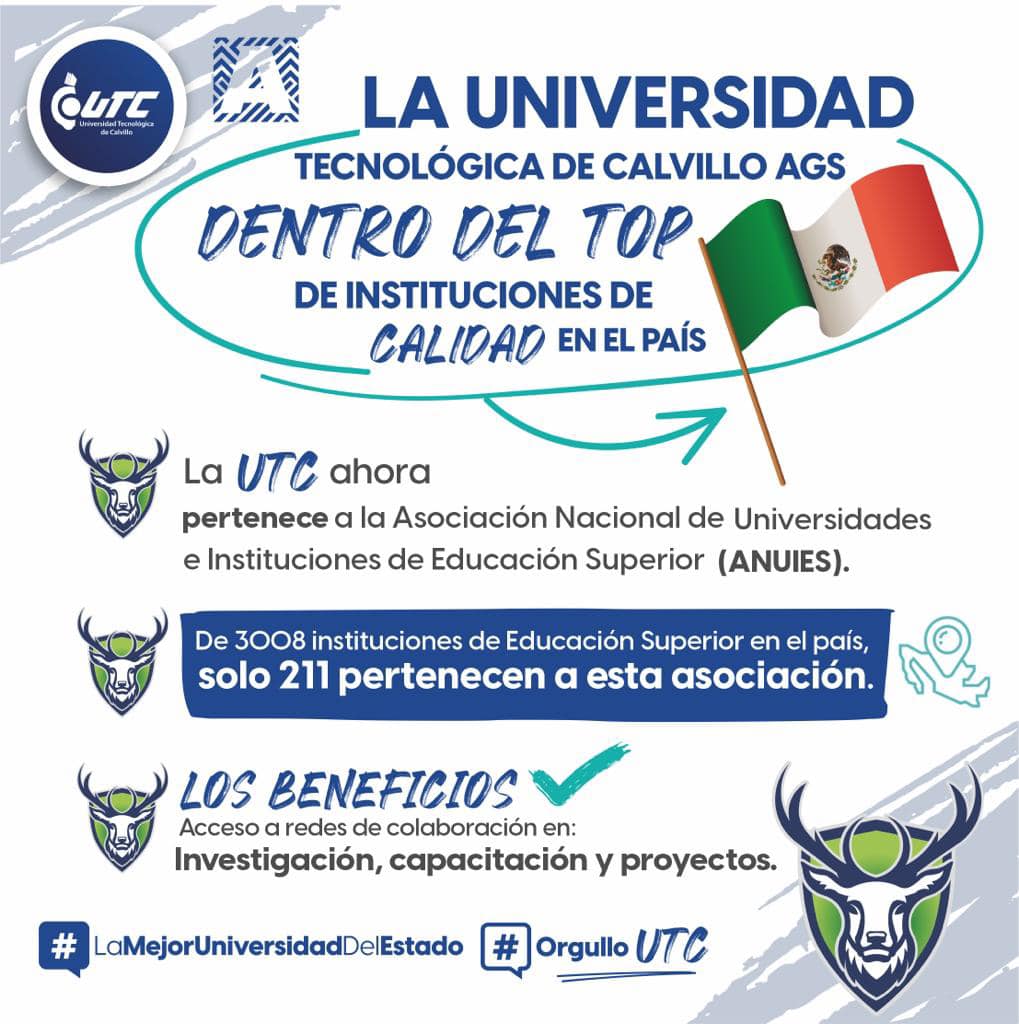 UTC
Universidad Tecnológica
de Calvillo
A
LA UNIVERSIDAD
TECNOLÓGICA DE CALVILLO AGS
DENTRO DEL TOP
DE INSTITUCIONES DE
CALIDAD EN EL PAÍS
La UTC ahora
pertenece a la Asociación Nacional de Universidades
e Instituciones de Educación Superior (ANUIES).
De 3008 instituciones de Educación Superior en el país,
solo 211 pertenecen a esta asociación.
LOS BENEFICIOS
Acceso a redes de colaboración en:
Investigación, capacitación y proyectos.
#LaMejorUniversidadDelEstado #Orgullo UTC